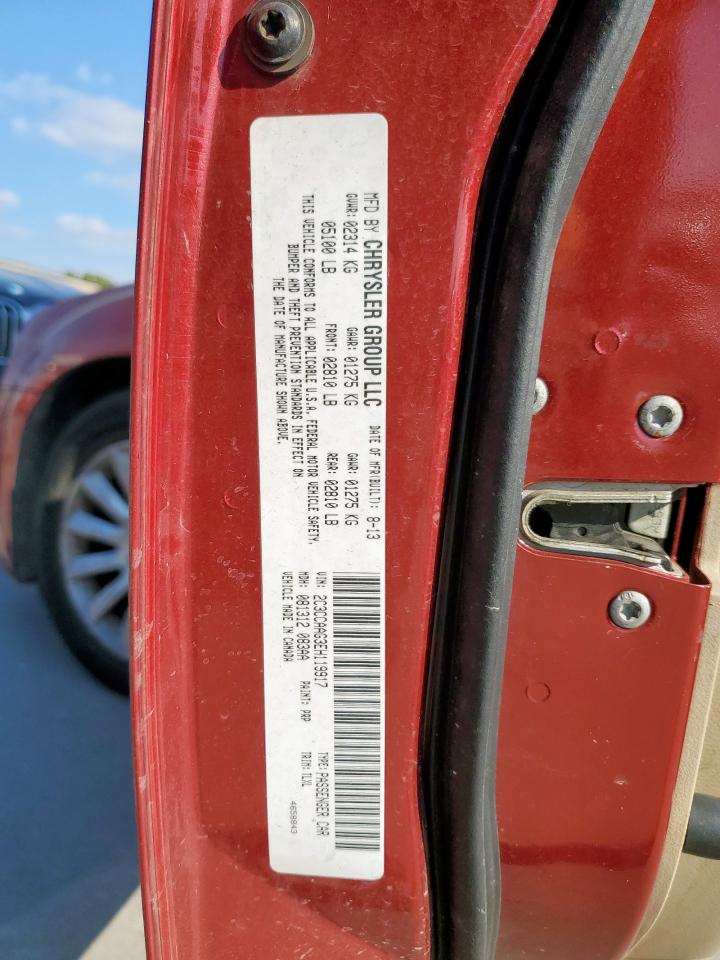 MFD BY CHRYSLER GROUP LLC
DATE OF MFR(BUILT): 8-13
GVWR: 02314 KG GAWR: 01275 KG GAWR: 01275 KG
05100 LB FRONT: 02810 LB REAR: 02810 LB
THIS VEHICLE CONFORMS TO ALL APPLICABLE U.S.A. FEDERAL MOTOR VEHICLE SAFETY,
BUMPER AND THEFT PREVENTION STANDARDS IN EFFECT ON
THE DATE OF MANUFACTURE SHOWN ABOVE.
VIN: 2C3CCAAG3EH119917 TYPE: PASSENGER CAR
MDH: 081312 083AA PAINT: PRP TRIM: TLXL
VEHICLE MADE IN CANADA 4658843